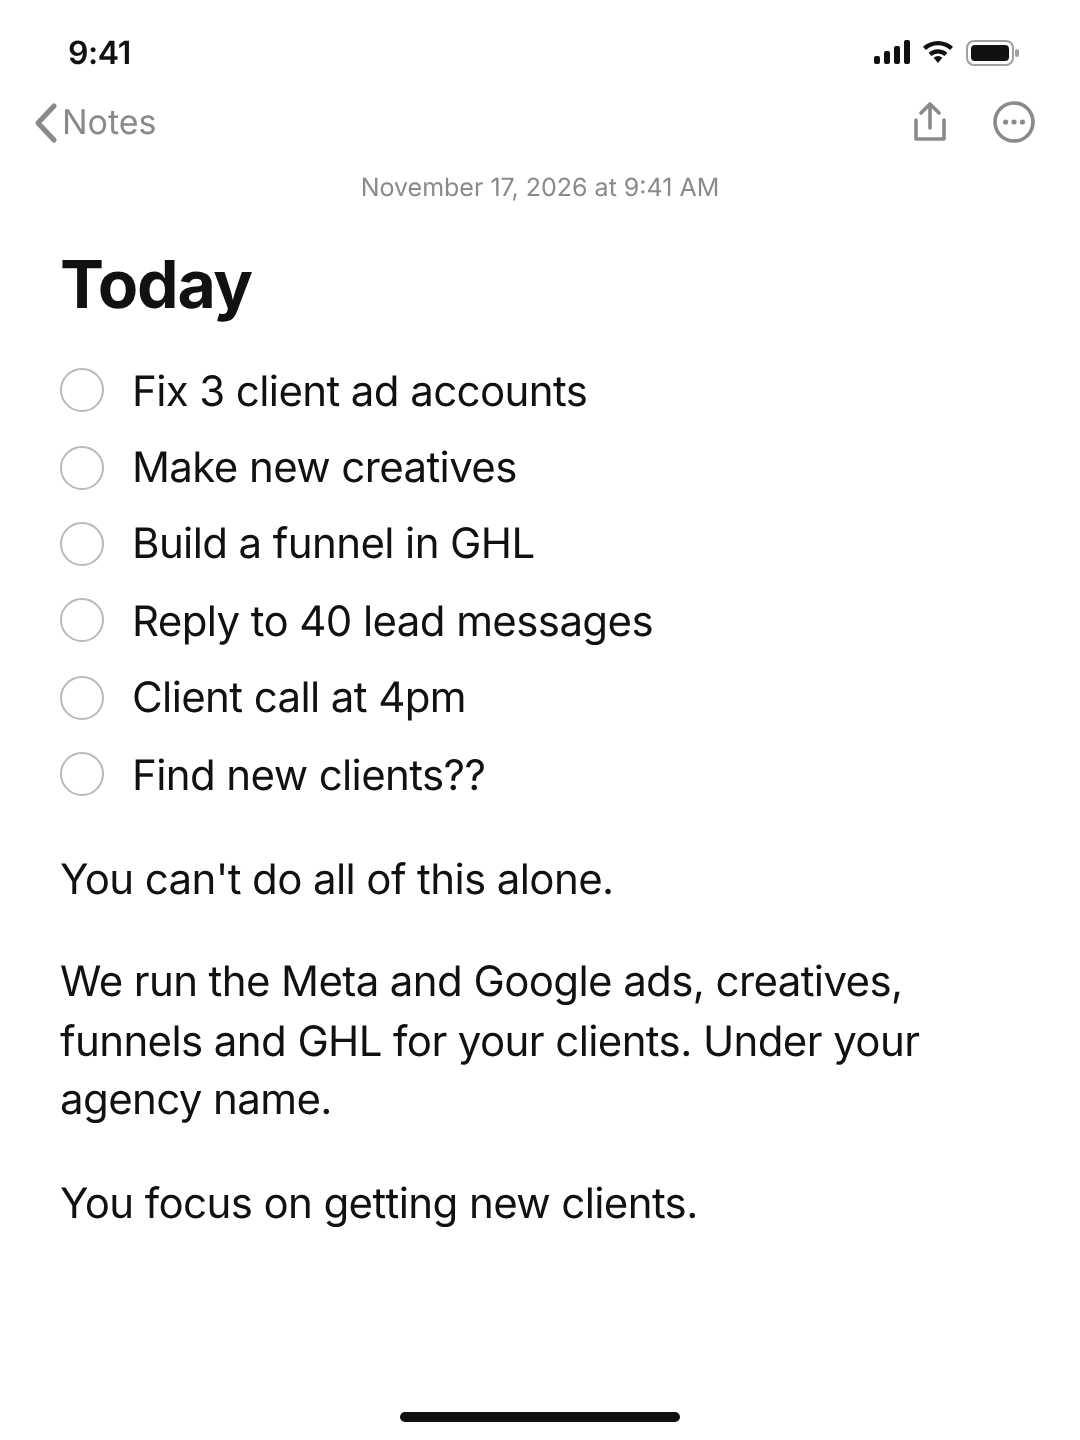 9:41
Notes
November 17, 2026 at 9:41 AM
Today
Fix 3 client ad accounts
Make new creatives
Build a funnel in GHL
Reply to 40 lead messages
Client call at 4pm
Find new clients??
You can't do all of this alone.
We run the Meta and Google ads, creatives,
funnels and GHL for your clients. Under your
agency name.
You focus on getting new clients.